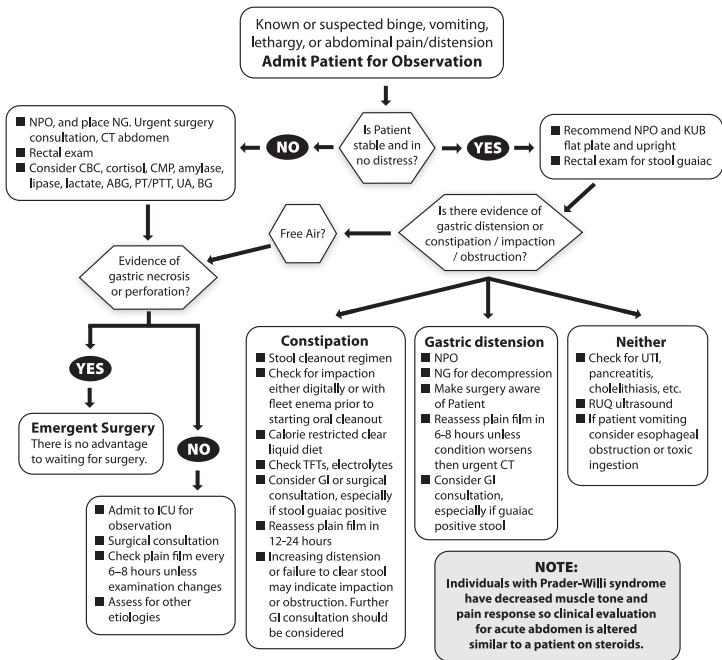 Known or suspected binge, vomiting,
lethargy, or abdominal pain/distension
Admit Patient for Observation
■ NPO, and place NG. Urgent surgery
consultation, CT abdomen
■ Rectal exam
■ Consider CBC, cortisol, CMP, amylase,
lipase, lactate, ABG, PT/PTT, UA, BG
NO
Is Patient
stable and in
no distress?
YES
■ Recommend NPO and KUB
flat plate and upright
■ Rectal exam for stool guaiac
Is there evidence of
gastric distension or
constipation / impaction
/ obstruction?
Free Air?
Evidence of
gastric necrosis
or perforation?
YES
Emergent Surgery
There is no advantage
to waiting for surgery.
NO
■ Admit to ICU for
observation
■ Surgical consultation
■ Check plain film every
6–8 hours unless
examination changes
■ Assess for other
etiologies
Constipation
■ Stool cleanout regimen
■ Check for impaction
either digitally or with
fleet enema prior to
starting oral cleanout
■ Calorie restricted clear
liquid diet
■ Check TFTs, electrolytes
■ Consider GI or surgical
consultation, especially
if stool guaiac positive
■ Reassess plain film in
12-24 hours
■ Increasing distension
or failure to clear stool
may indicate impaction
or obstruction. Further
GI consultation should
be considered
Gastric distension
■ NPO
■ NG for decompression
■ Make surgery aware of
Patient
■ Reassess plain film in
6–8 hours unless
condition worsens
then urgent CT
■ Consider GI
consultation,
especially if guaiac
positive stool
Neither
■ Check for UTI,
pancreatitis,
cholelithiasis, etc.
■ RUQ ultrasound
■ If patient vomiting
consider esophageal
obstruction or toxic
ingestion
NOTE:
Individuals with Prader-Willi syndrome
have decreased muscle tone and
pain response so clinical evaluation
for acute abdomen is altered
similar to a patient on steroids.